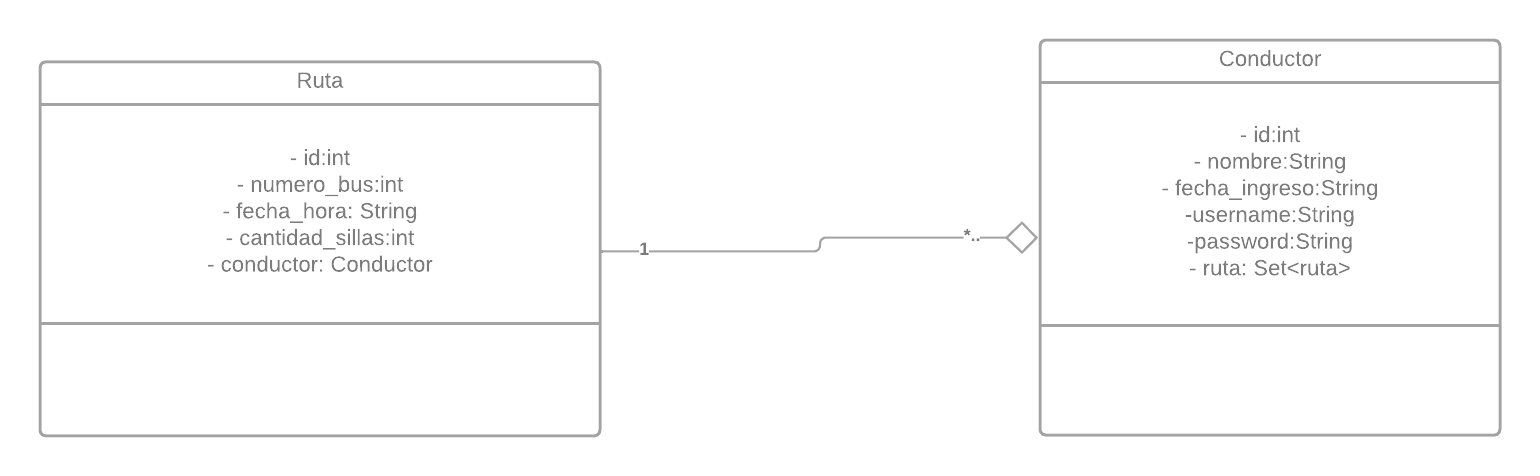 Ruta
- id:int
- numero_bus:int
- fecha_hora: String
- cantidad_sillas:int
- conductor: Conductor
1
*..
Conductor
- id:int
- nombre:String
- fecha_ingreso:String
-username:String
-password:String
- ruta: Set<ruta>